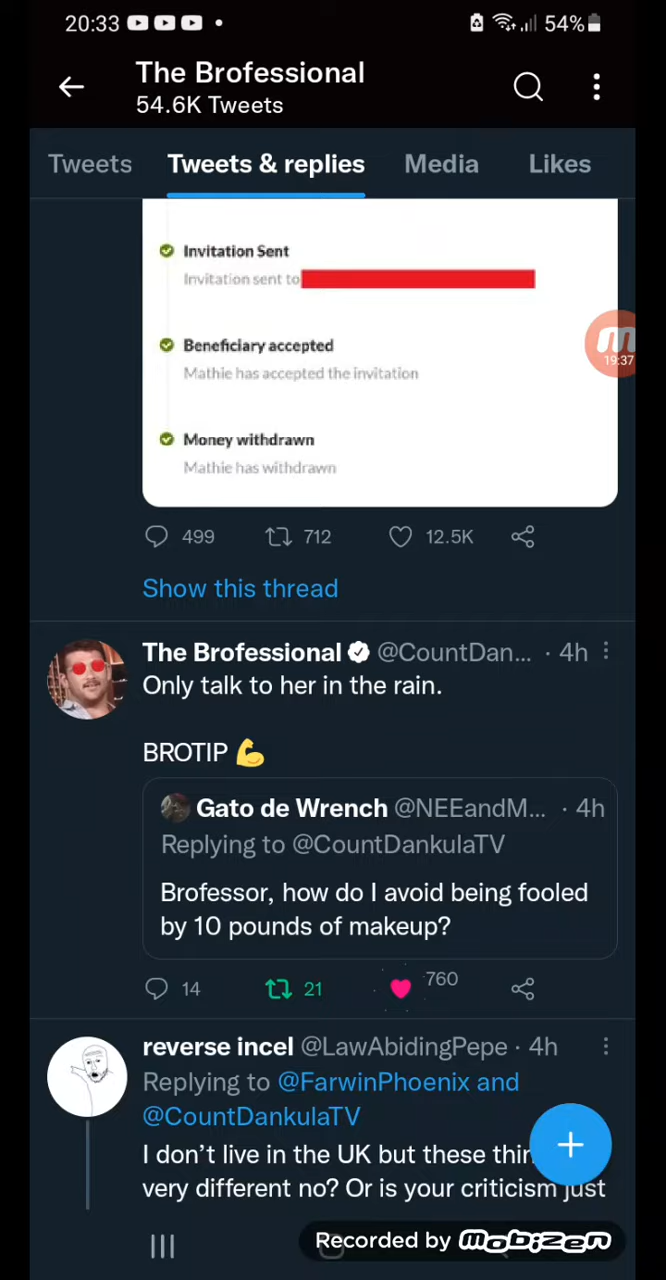 20:33
54%
The Brofessional
54.6K Tweets
Tweets Tweets & replies Media Likes
Invitation Sent
Invitation sent to
19:37
Beneficiary accepted
Mathie has accepted the invitation
Money withdrawn
Mathie has withdrawn
499 712 12.5K
Show this thread
The Brofessional @CountDan... · 4h
Only talk to her in the rain.
BROTIP 💪
Gato de Wrench @NEEandM... · 4h
Replying to @CountDankulaTV
Brofessor, how do I avoid being fooled
by 10 pounds of makeup?
14 21 760
reverse incel @LawAbidingPepe · 4h
Replying to @FarwinPhoenix and
@CountDankulaTV
I don’t live in the UK but these thin
very different no? Or is your criticism just
Recorded by mobizen